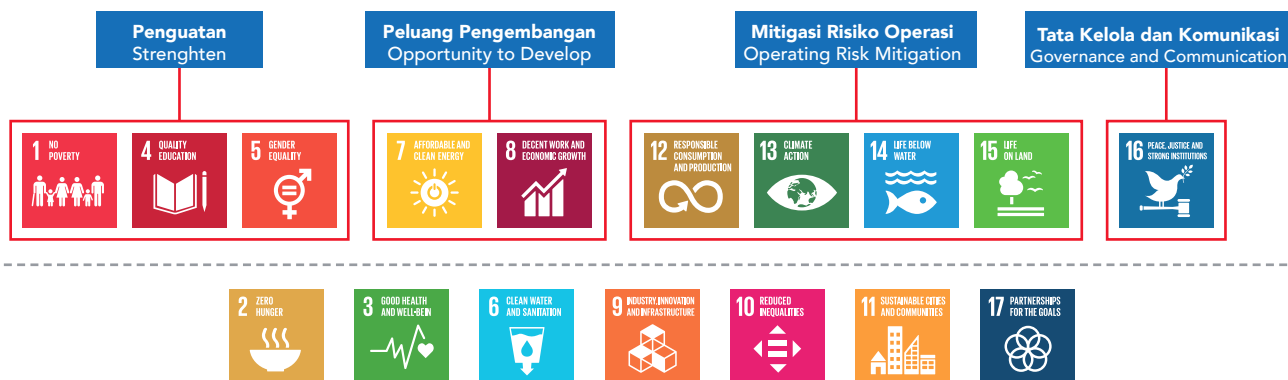 Penguatan
Strenghten
Peluang Pengembangan
Opportunity to Develop
Mitigasi Risiko Operasi
Operating Risk Mitigation
Tata Kelola dan Komunikasi
Governance and Communication
1 NO
POVERTY
4 QUALITY
EDUCATION
5 GENDER
EQUALITY
7 AFFORDABLE AND
CLEAN ENERGY
8 DECENT WORK AND
ECONOMIC GROWTH
12 RESPONSIBLE
CONSUMPTION
AND PRODUCTION
13 CLIMATE
ACTION
14 LIFE BELOW
WATER
15 LIFE
ON LAND
16 PEACE, JUSTICE AND
STRONG INSTITUTIONS
2 ZERO
HUNGER
3 GOOD HEALTH
AND WELL-BEIN
6 CLEAN WATER
AND SANITATION
9 INDUSTRY, INNOVATION
AND INFRASTRUCTURE
10 REDUCED
INEQUALITIES
11 SUSTAINABLE CITIES
AND COMMUNITIES
17 PARTNERSHIPS
FOR THE GOALS